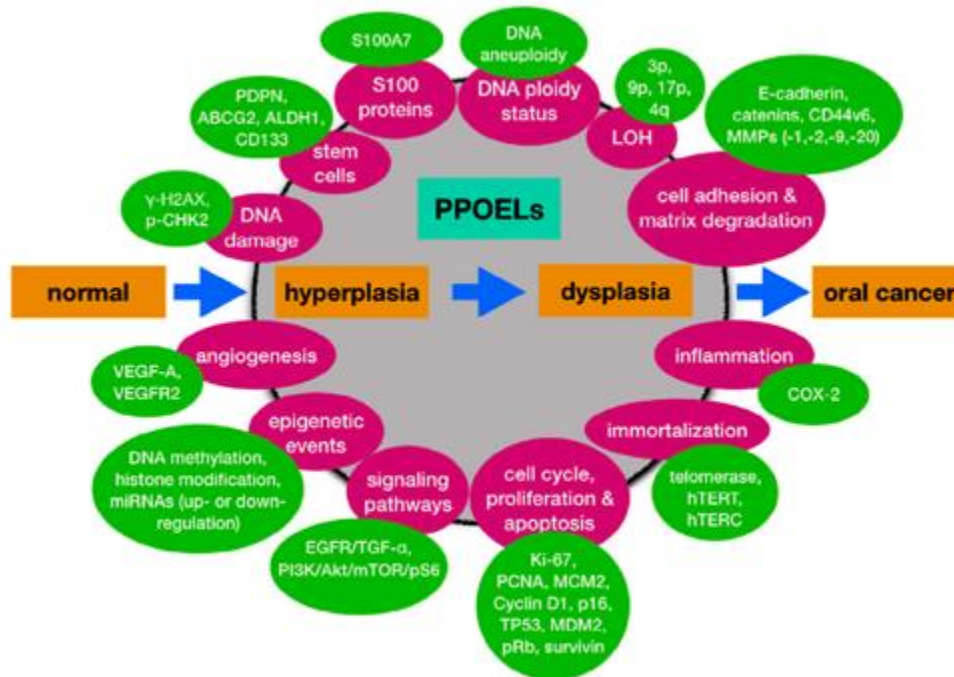 S100A7
DNA
aneuploidy
3p,
9p, 17p,
4q
E-cadherin,
catenins, CD44v6,
MMPs (-1,-2,-9,-20)
PDPN,
ABCG2, ALDH1,
CD133
S100
proteins
DNA ploidy
status
LOH
stem
cells
cell adhesion &
matrix degradation
γ-H2AX,
p-CHK2
DNA
damage
PPOELs
normal
hyperplasia
dysplasia
oral cancer
angiogenesis
VEGF-A,
VEGFR2
inflammation
COX-2
epigenetic
events
immortalization
DNA methylation,
histone modification,
miRNAs (up- or down-
regulation)
signaling
pathways
cell cycle,
proliferation &
apoptosis
telomerase,
hTERT,
hTERC
EGFR/TGF-α,
PI3K/Akt/mTOR/pS6
Ki-67,
PCNA, MCM2,
Cyclin D1, p16,
TP53, MDM2,
pRb, survivin